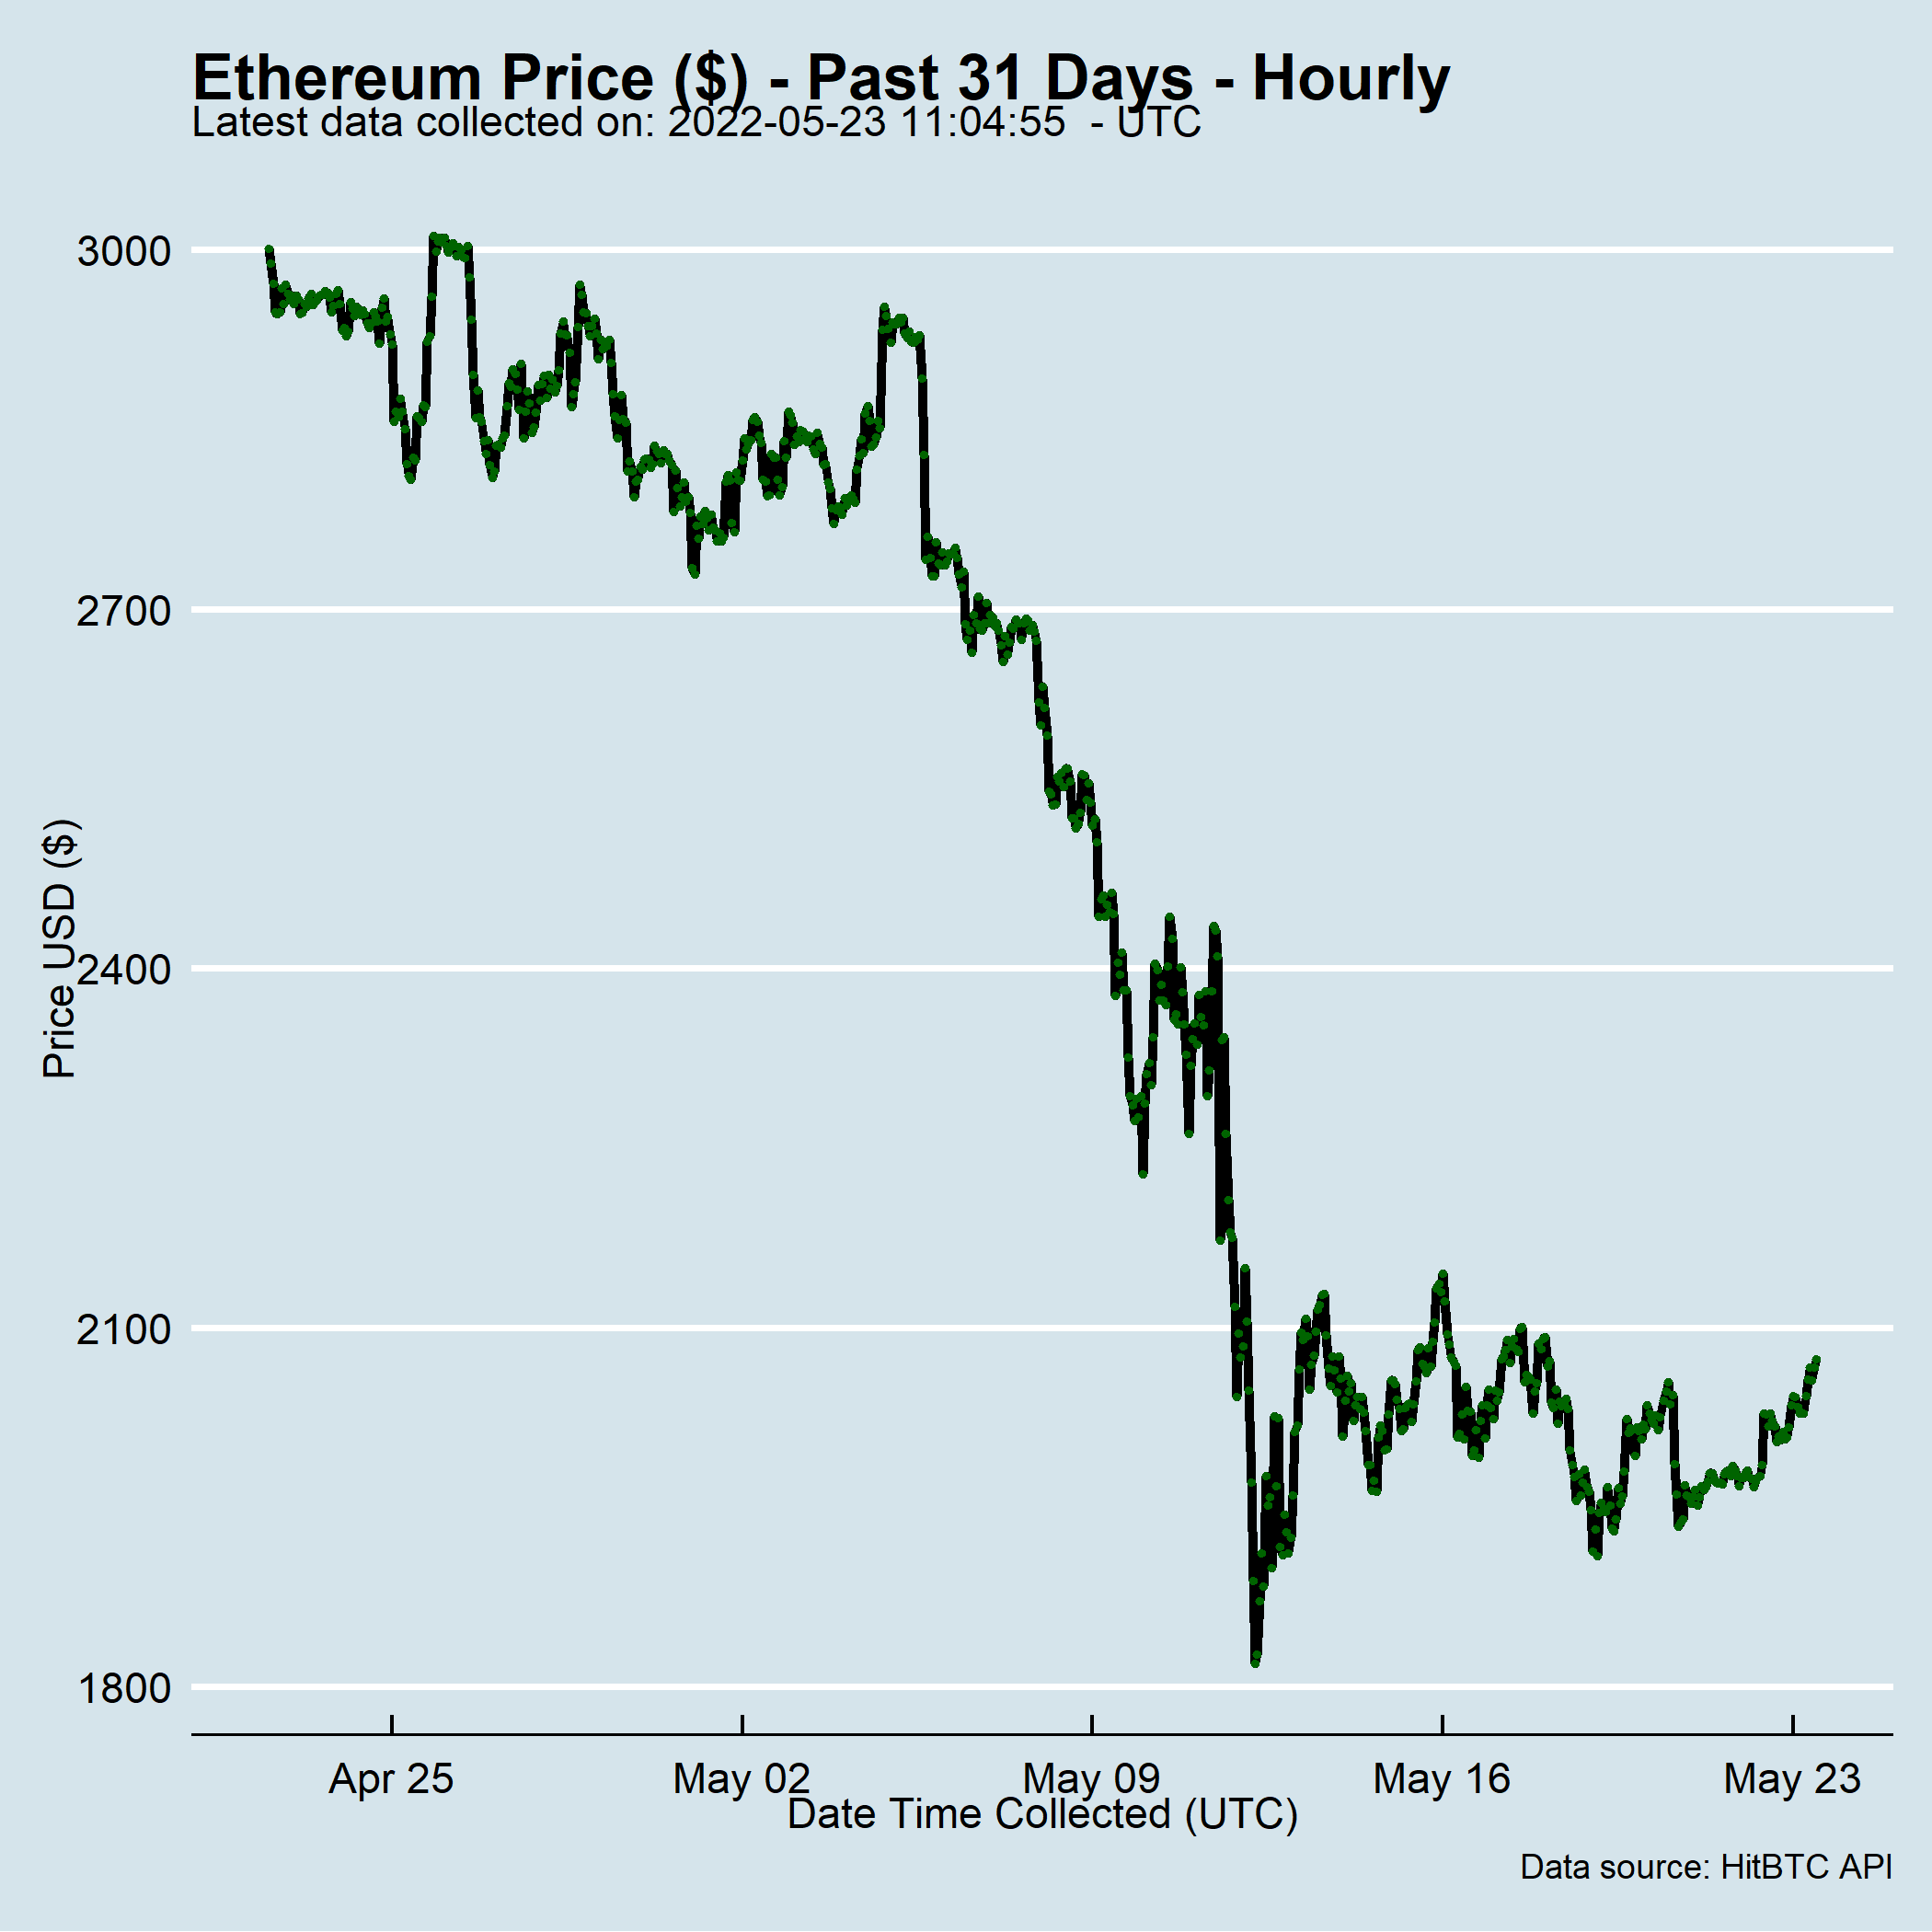 Ethereum Price ($) - Past 31 Days - Hourly
Latest data collected on: 2022-05-23 11:04:55  - UTC
Price USD ($)
3000
2700
2400
2100
1800
Apr 25
May 02
May 09
May 16
May 23
Date Time Collected (UTC)
Data source: HitBTC API